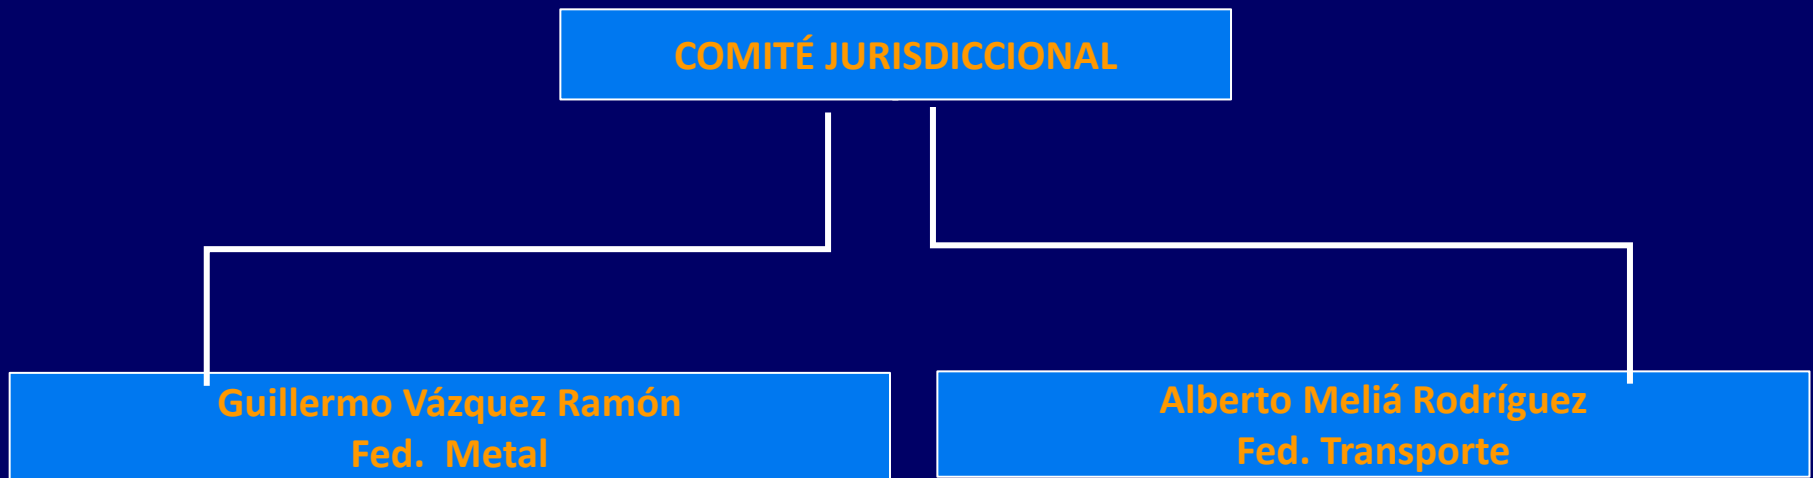 COMITÉ JURISDICCIONAL
Guillermo Vázquez Ramón
Fed. Metal
Alberto Meliá Rodríguez
Fed. Transporte